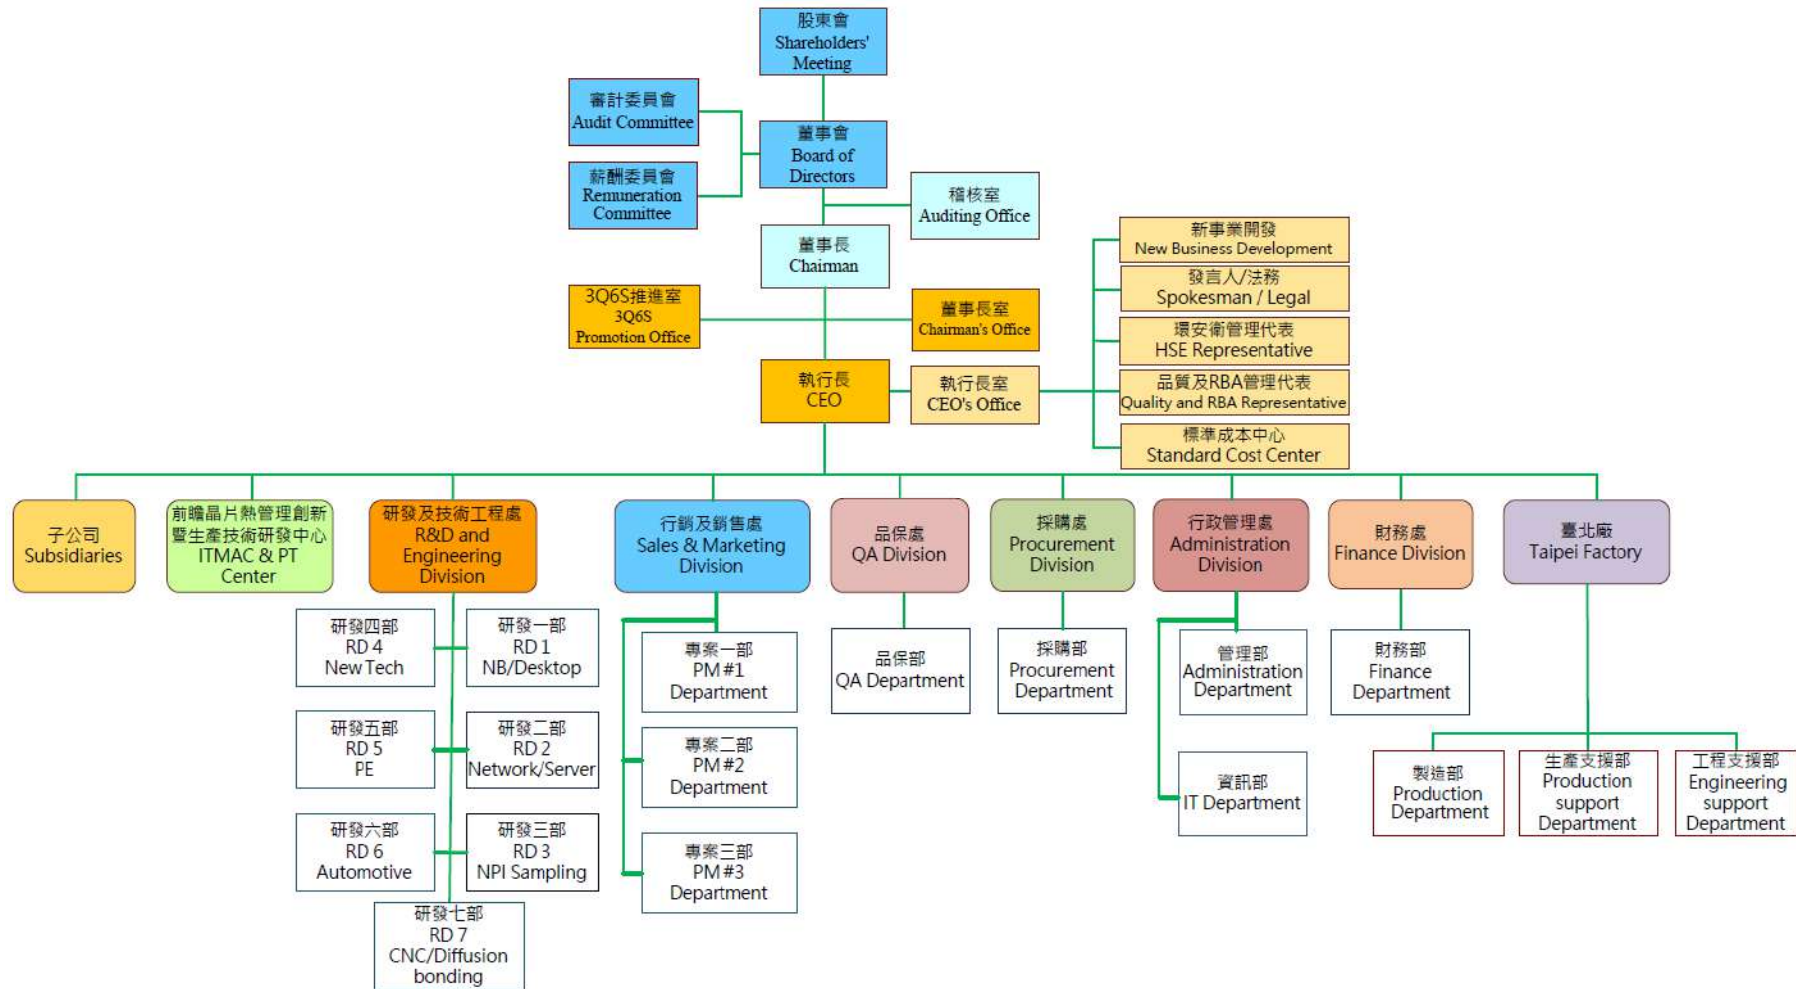 股東會
Shareholders'
Meeting
審計委員會
Audit Committee
董事會
Board of
Directors
薪酬委員會
Remuneration
Committee
稽核室
Auditing Office
董事長
Chairman
新事業開發
New Business Development
發言人/法務
Spokesman / Legal
3Q6S推進室
3Q6S
Promotion Office
董事長室
Chairman's Office
環安衛管理代表
HSE Representative
執行長
CEO
執行長室
CEO's Office
品質及RBA管理代表
Quality and RBA Representative
標準成本中心
Standard Cost Center
子公司
Subsidiaries
前瞻晶片熱管理創新
暨生產技術研發中心
ITMAC & PT
Center
研發及技術工程處
R&D and
Engineering
Division
行銷及銷售處
Sales & Marketing
Division
品保處
QA Division
採購處
Procurement
Division
行政管理處
Administration
Division
財務處
Finance Division
臺北廠
Taipei Factory
研發四部
RD 4
New Tech
研發一部
RD 1
NB/Desktop
研發五部
RD 5
PE
研發二部
RD 2
Network/Server
研發六部
RD 6
Automotive
研發三部
RD 3
NPI Sampling
研發七部
RD 7
CNC/Diffusion
bonding
專案一部
PM #1
Department
專案二部
PM #2
Department
專案三部
PM #3
Department
品保部
QA Department
採購部
Procurement
Department
管理部
Administration
Department
資訊部
IT Department
財務部
Finance
Department
製造部
Production
Department
生產支援部
Production
support
Department
工程支援部
Engineering
support
Department